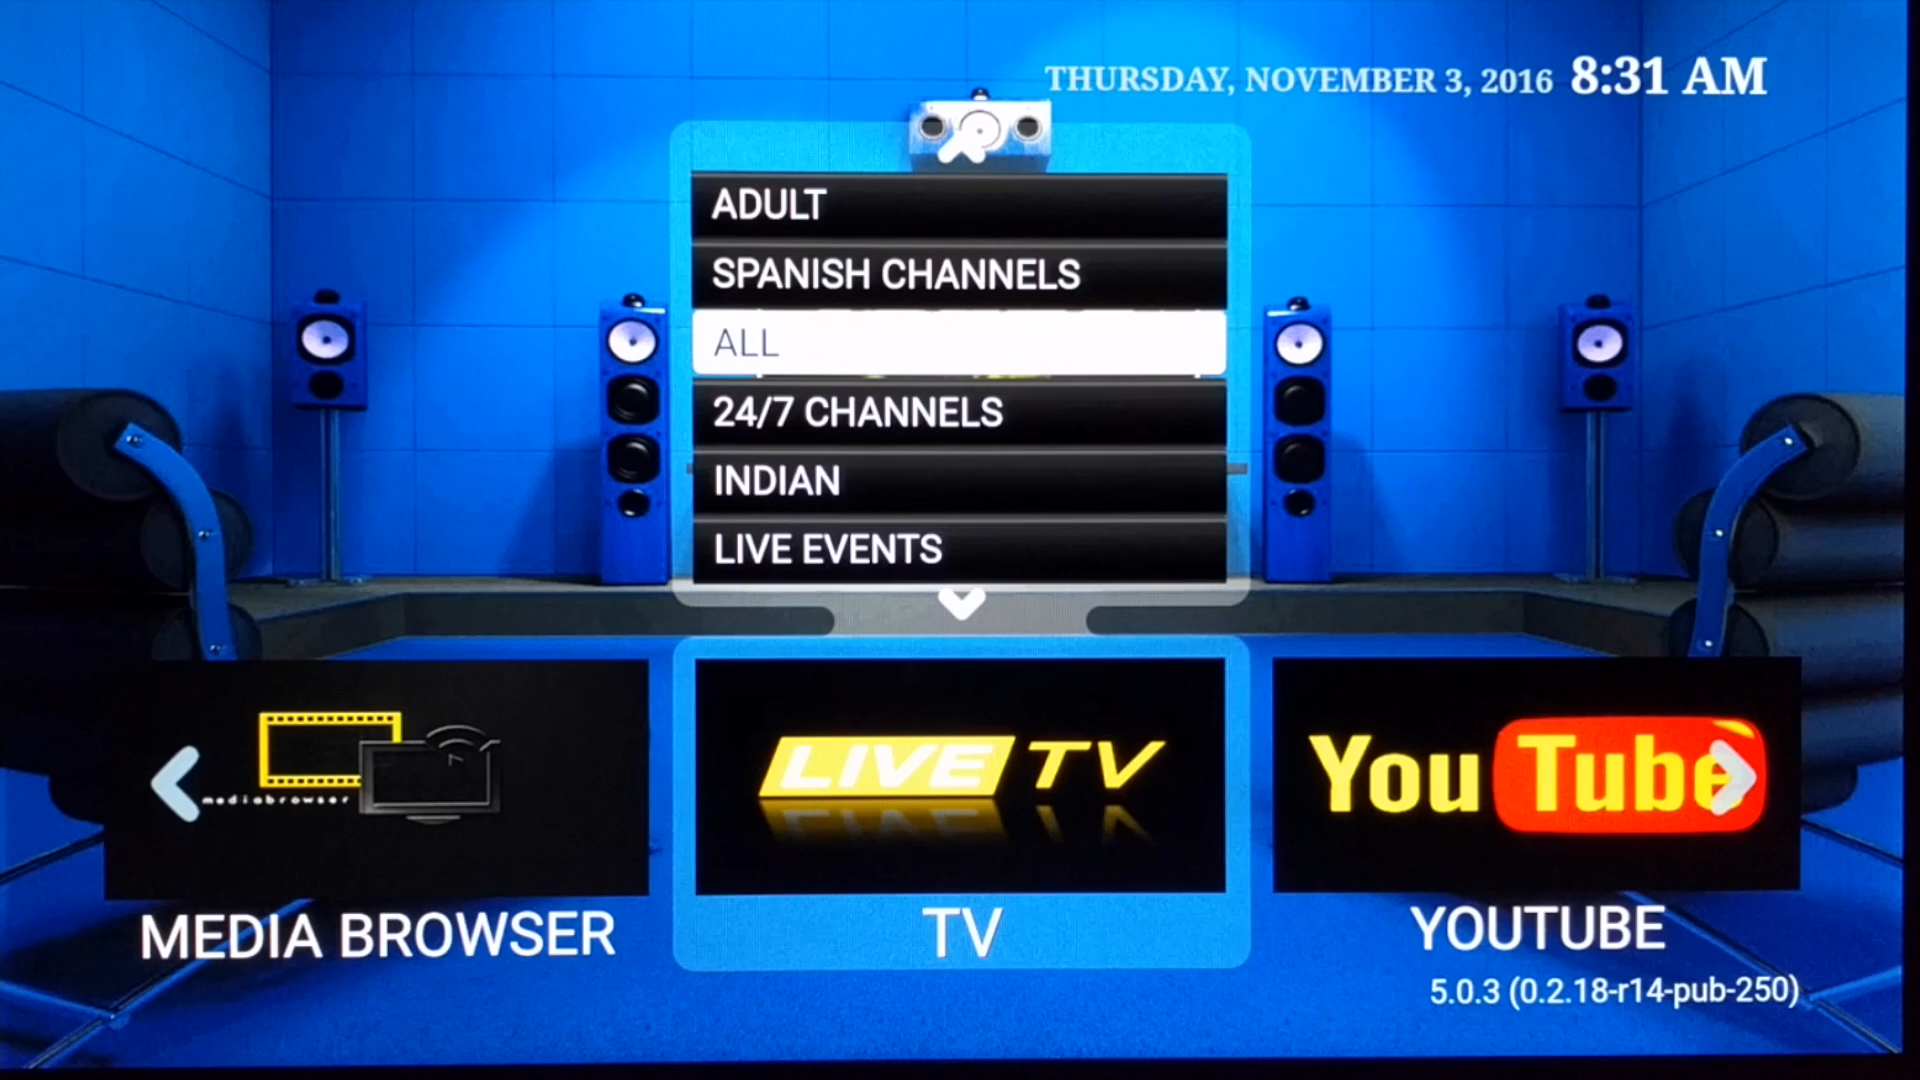 THURSDAY, NOVEMBER 3, 2016 8:31 AM
ADULT
SPANISH CHANNELS
ALL
24/7 CHANNELS
INDIAN
LIVE EVENTS
mediabrowser
LIVE TV
YouTube
MEDIA BROWSER
TV
YOUTUBE
5.0.3 (0.2.18-r14-pub-250)